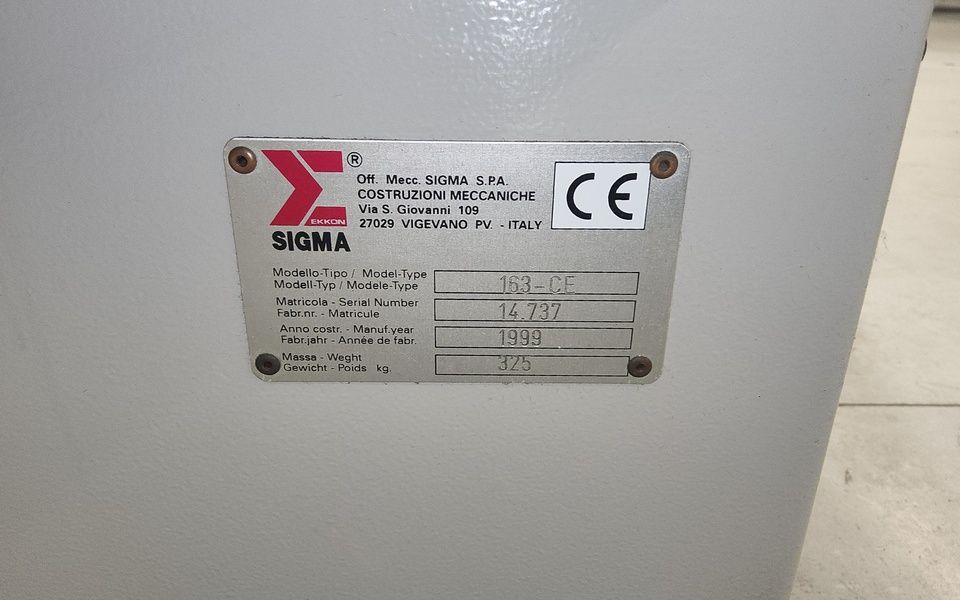 ®
EKKON
SIGMA
Off. Mecc. SIGMA S.P.A.
COSTRUZIONI MECCANICHE
Via S. Giovanni 109
27029 VIGEVANO PV. - ITALY
CE
Modello-Tipo / Model-Type
Modell-Typ / Modele-Type
163-CE
Matricola - Serial Number
Fabr.nr. - Matricule
14.737
Anno costr. - Manuf.year
Fabr.jahr - Année de fabr.
1999
Massa - Weght
Gewicht - Poids kg.
325